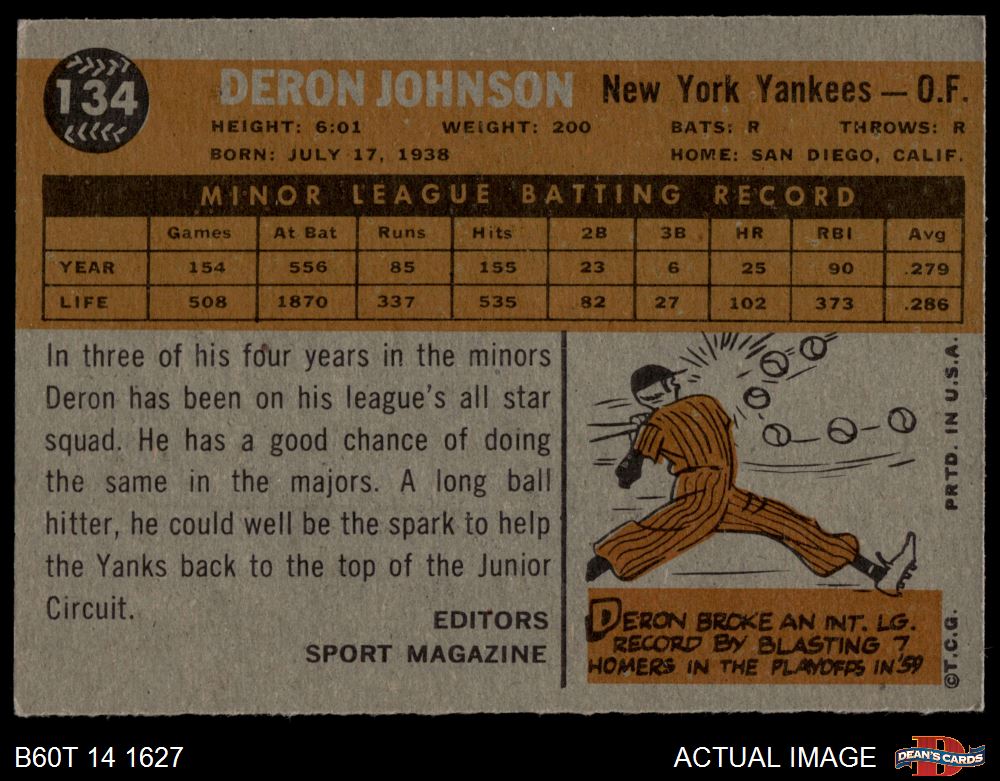 134
DERON JOHNSON New York Yankees — O.F.
HEIGHT: 6:01 WEIGHT: 200 BATS: R THROWS: R
BORN: JULY 17, 1938 HOME: SAN DIEGO, CALIF.
MINOR LEAGUE BATTING RECORD
Games At Bat Runs Hits 2B 3B HR RBI Avg
YEAR 154 556 85 155 23 6 25 90 .279
LIFE 508 1870 337 535 82 27 102 373 .286
In three of his four years in the minors
Deron has been on his league's all star
squad. He has a good chance of doing
the same in the majors. A long ball
hitter, he could well be the spark to help
the Yanks back to the top of the Junior
Circuit.
EDITORS
SPORT MAGAZINE
DERON BROKE AN INT. LG.
RECORD BY BLASTING 7
HOMERS IN THE PLAYOFFS IN '59
©T.C.G. PRTD. IN U.S.A.
B60T 14 1627 ACTUAL IMAGE
D
DEAN'S CARDS